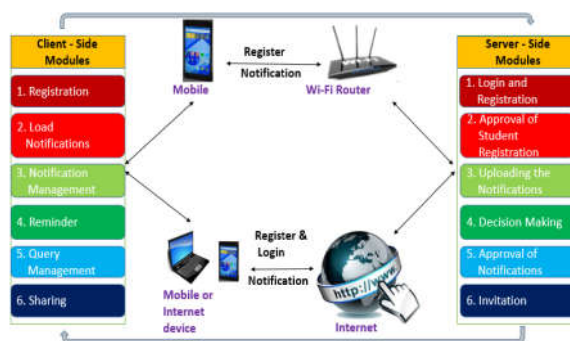 Client - Side
Modules
1. Registration
2. Load
Notifications
3. Notification
Management
4. Reminder
5. Query
Management
6. Sharing
Mobile
Register
Notification
Wi-Fi Router
Mobile or
Internet
device
Register &
Login
Notification
http://www
Internet
Server - Side
Modules
1. Login and
Registration
2. Approval of
Student
Registration
3. Uploading the
Notifications
4. Decision Making
5. Approval of
Notifications
6. Invitation